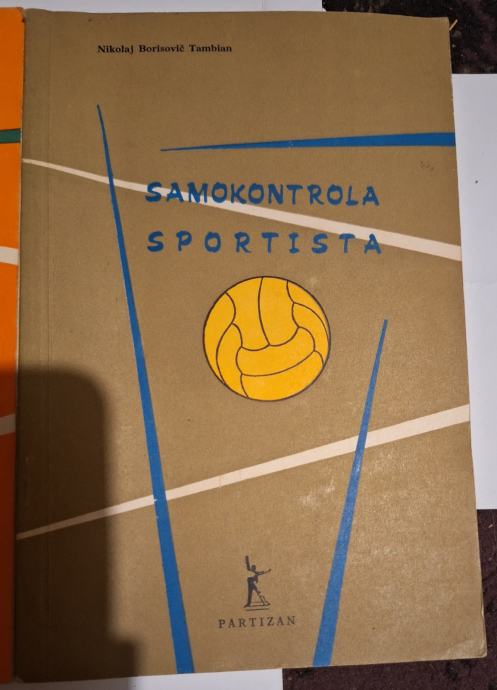 Nikolaj Borisovič Tambian
SAMOKONTROLA
SPORTISTA
PARTIZAN